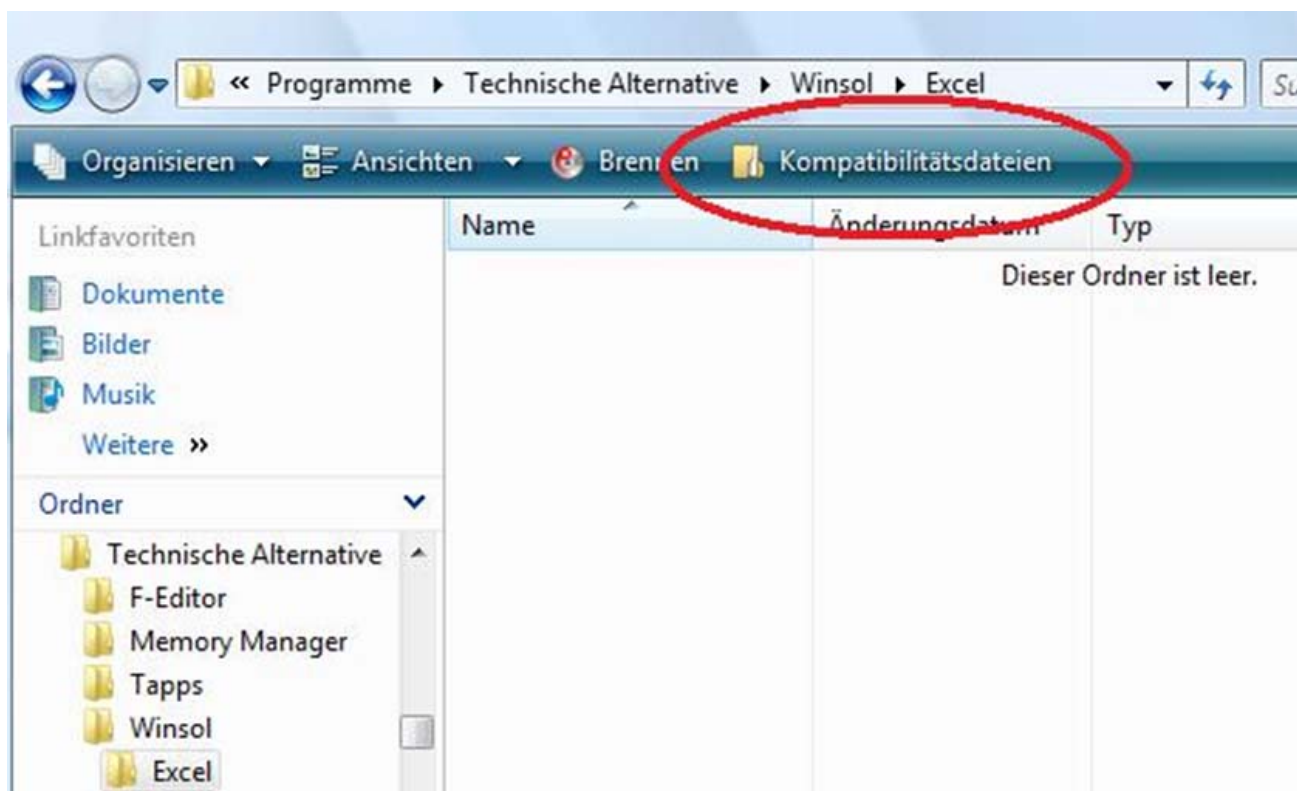 « Programme Technische Alternative Winsol Excel Su
Organisieren Ansichten Brennen Kompatibilitätsdateien
Linkfavoriten
Dokumente
Bilder
Musik
Weitere »
Ordner
Technische Alternative
F-Editor
Memory Manager
Tapps
Winsol
Excel
Name Änderungsdatum Typ
Dieser Ordner ist leer.